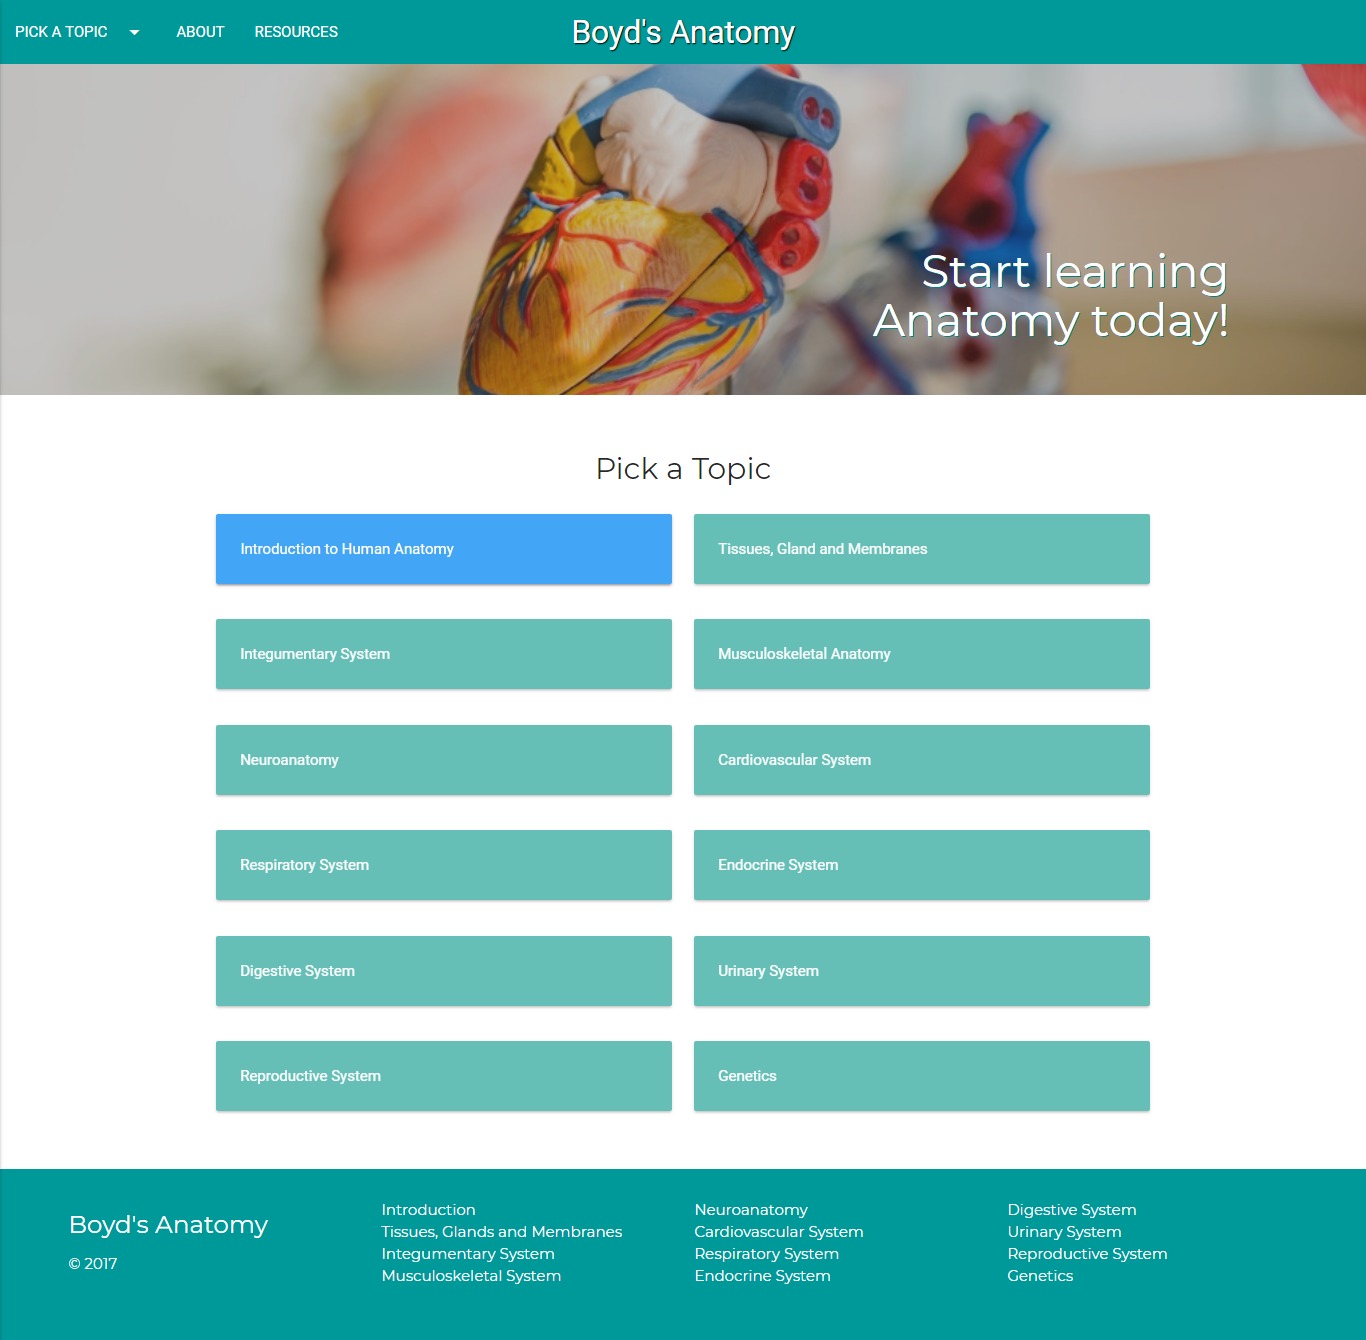 PICK A TOPIC
ABOUT
RESOURCES
Boyd's Anatomy
Start learning
Anatomy today!
Pick a Topic
Introduction to Human Anatomy
Tissues, Gland and Membranes
Integumentary System
Musculoskeletal Anatomy
Neuroanatomy
Cardiovascular System
Respiratory System
Endocrine System
Digestive System
Urinary System
Reproductive System
Genetics
Boyd's Anatomy
© 2017
Introduction
Tissues, Glands and Membranes
Integumentary System
Musculoskeletal System
Neuroanatomy
Cardiovascular System
Respiratory System
Endocrine System
Digestive System
Urinary System
Reproductive System
Genetics